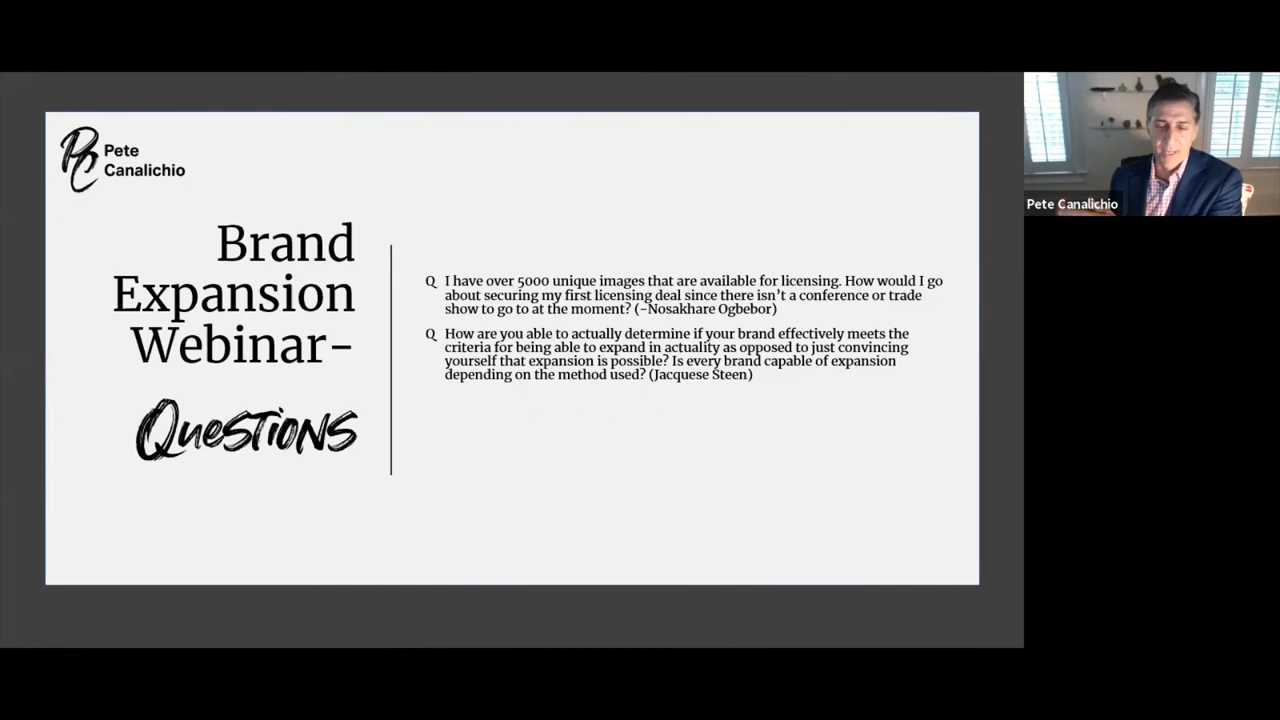 Pete
Canalichio
Brand
Expansion
Webinar-
Questions
Q I have over 5000 unique images that are available for licensing. How would I go
about securing my first licensing deal since there isn’t a conference or trade
show to go to at the moment? (-Nosakhare Ogbebor)
Q How are you able to actually determine if your brand effectively meets the
criteria for being able to expand in actuality as opposed to just convincing
yourself that expansion is possible? Is every brand capable of expansion
depending on the method used? (Jacquese Steen)
Pete Canalichio